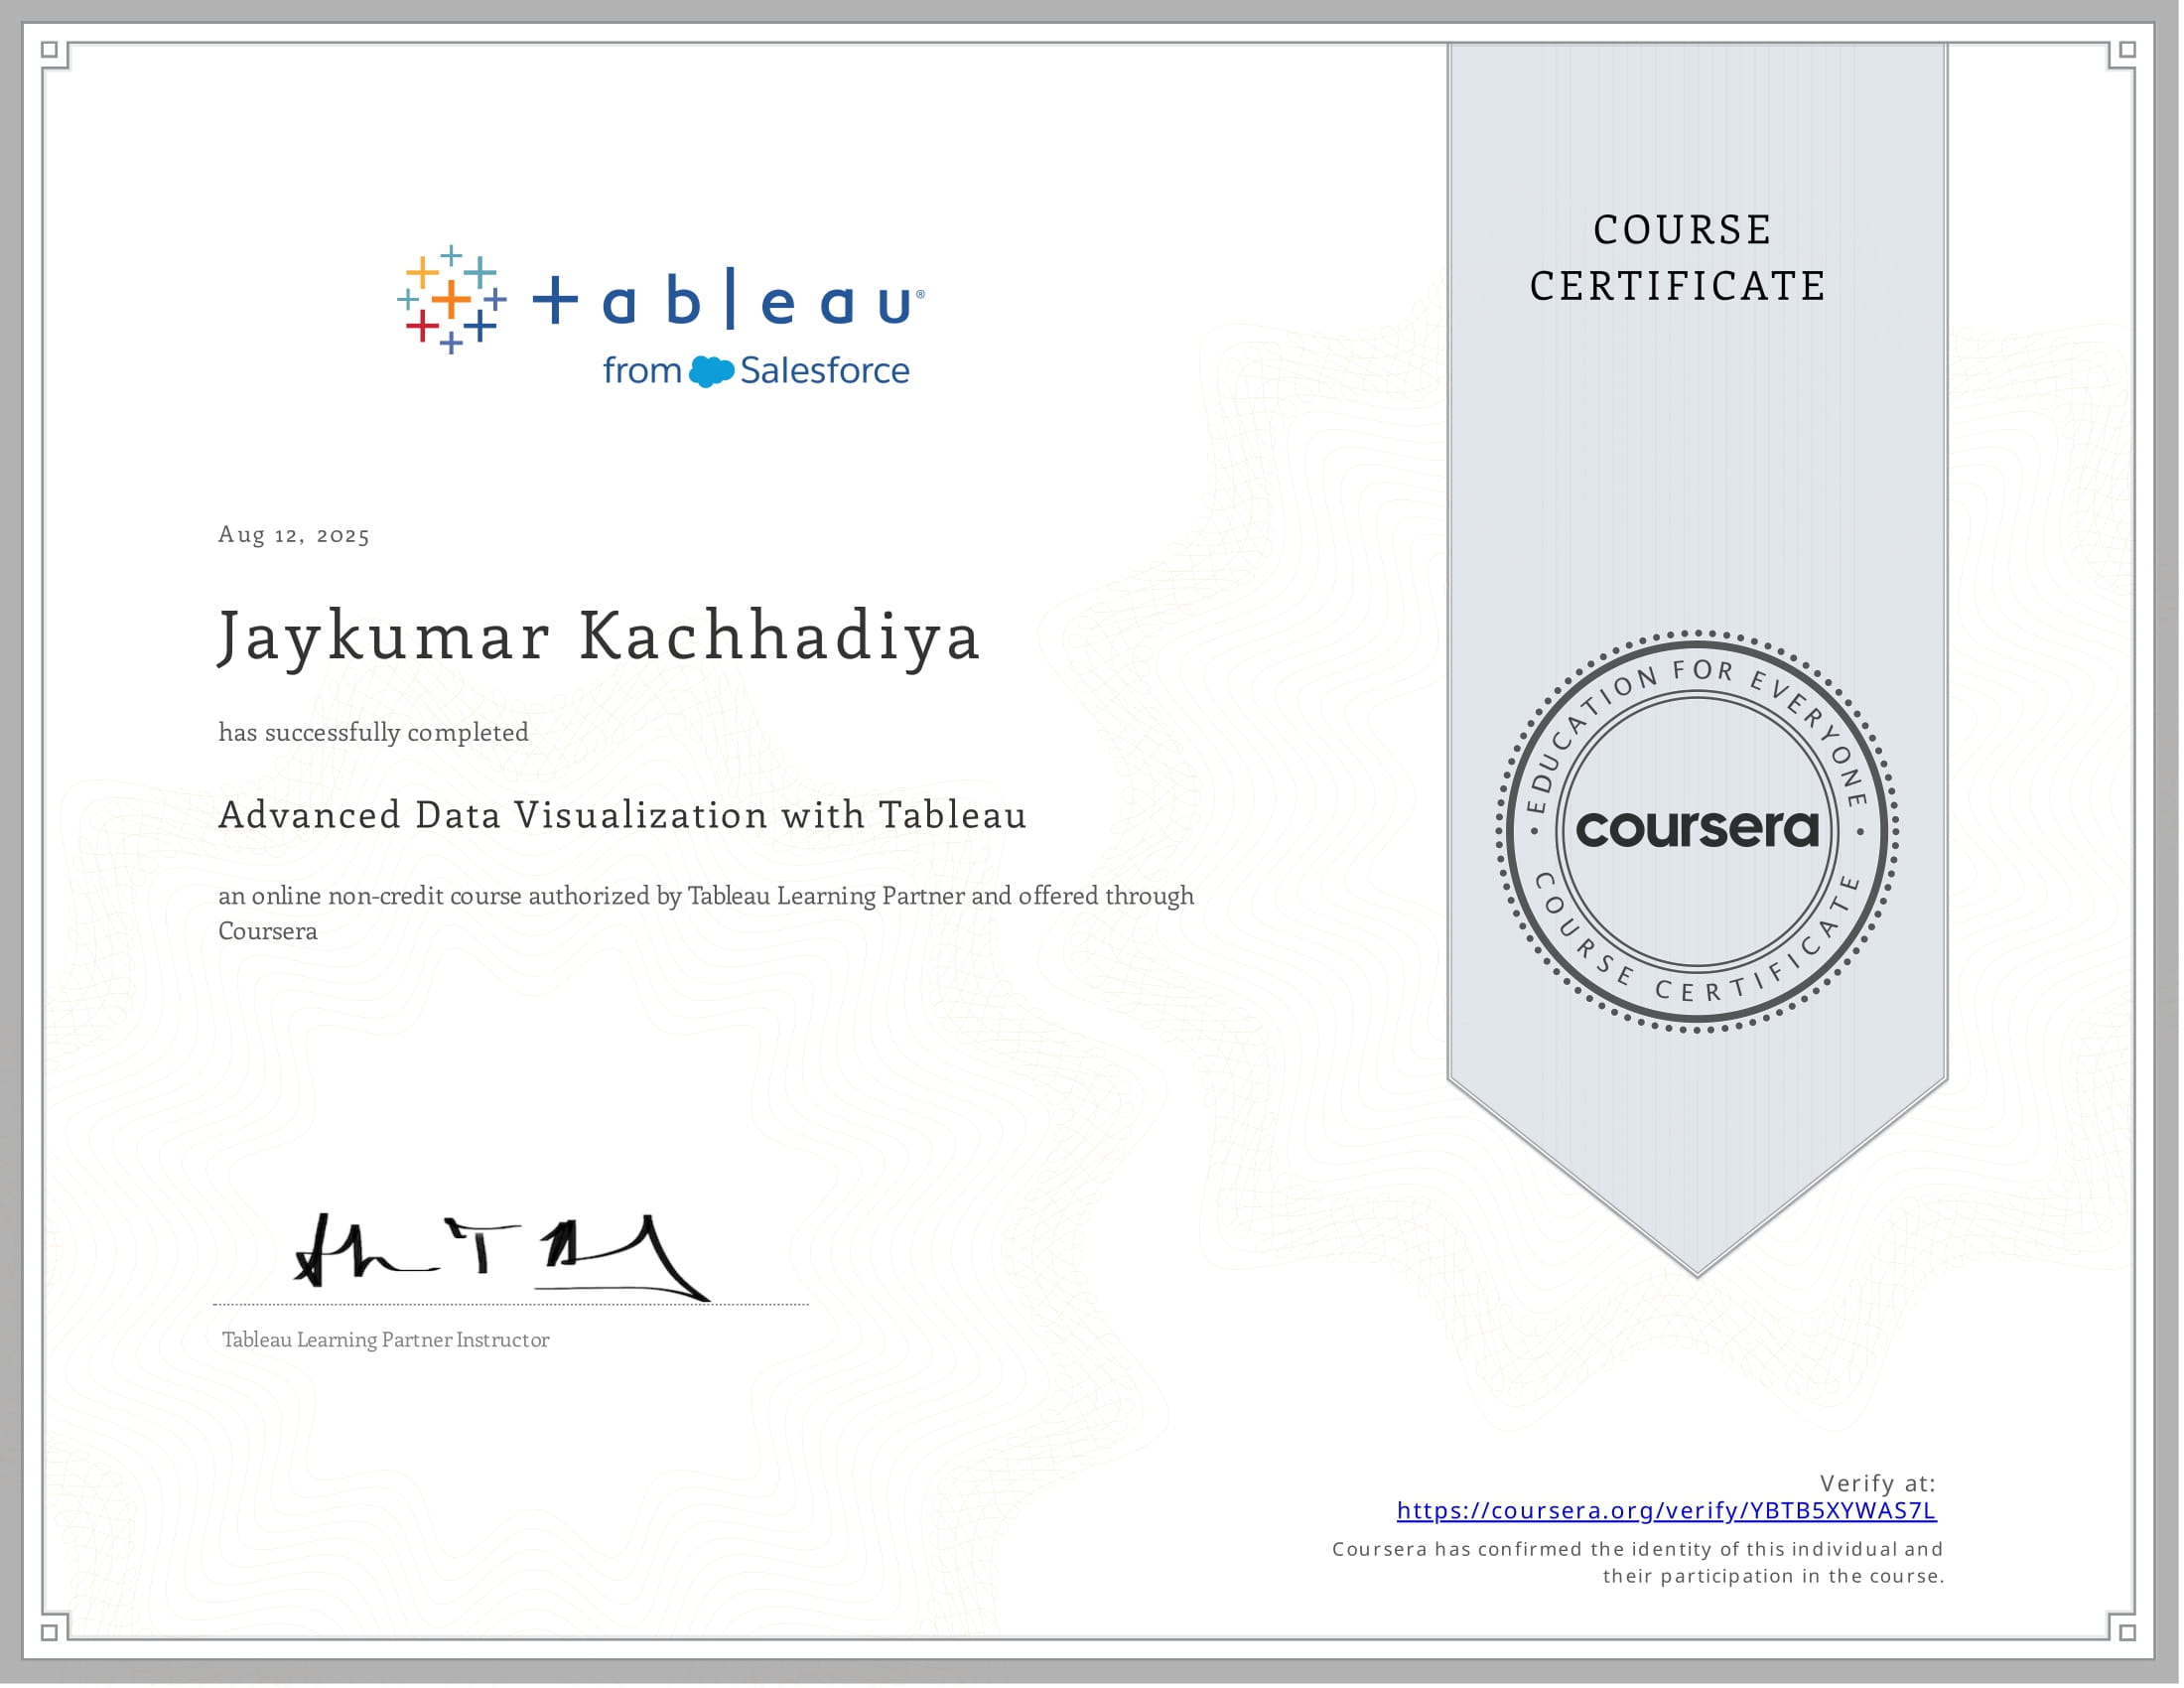 COURSE
CERTIFICATE
+ableau®
from Salesforce
Aug 12, 2025
Jaykumar Kachhadiya
has successfully completed
Advanced Data Visualization with Tableau
an online non-credit course authorized by Tableau Learning Partner and offered through
Coursera
EDUCATION FOR EVERYONE
coursera
COURSE CERTIFICATE
Tableau Learning Partner Instructor
Verify at:
https://coursera.org/verify/YBTB5XYWAS7L
Coursera has confirmed the identity of this individual and
their participation in the course.